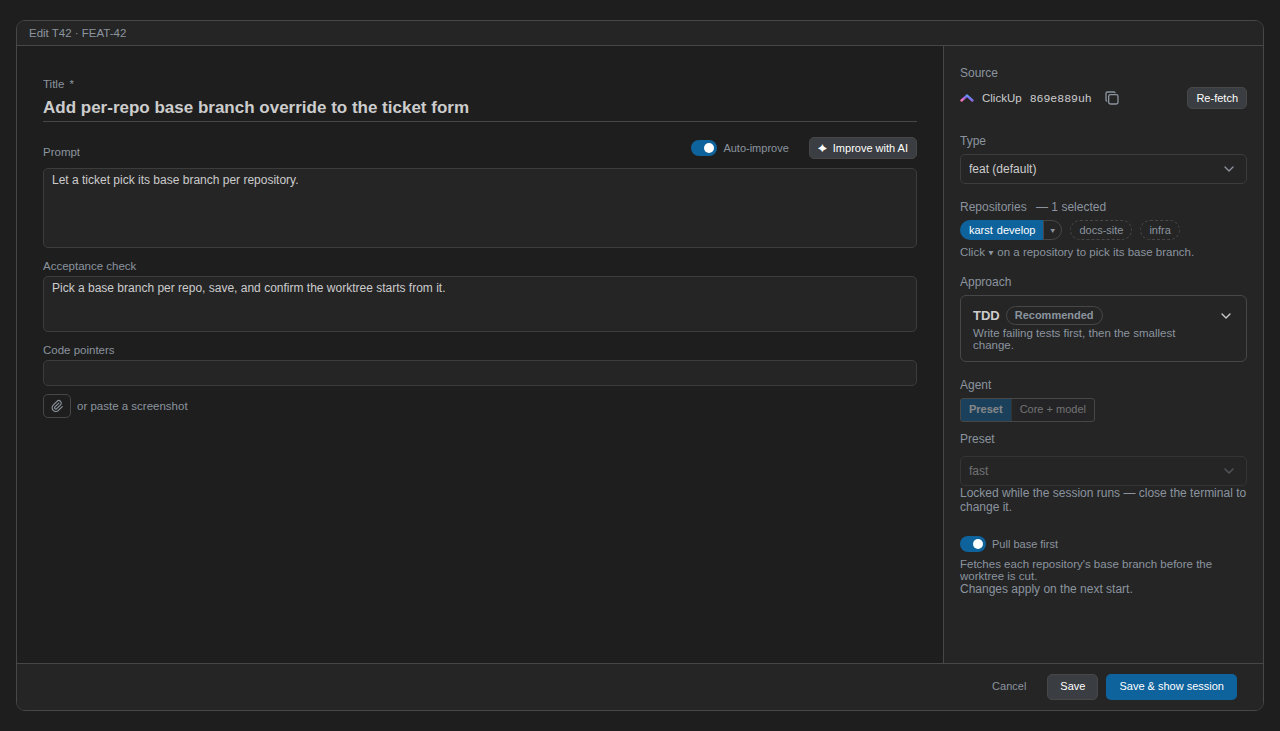 Edit T42 · FEAT-42
Title *
Add per-repo base branch override to the ticket form
Prompt
Auto-improve
Improve with AI
Let a ticket pick its base branch per repository.
Acceptance check
Pick a base branch per repo, save, and confirm the worktree starts from it.
Code pointers
or paste a screenshot
Source
ClickUp 869e889uh
Re-fetch
Type
feat (default)
Repositories — 1 selected
karst develop ▾ docs-site infra
Click ▾ on a repository to pick its base branch.
Approach
TDD Recommended
Write failing tests first, then the smallest
change.
Agent
Preset Core + model
Preset
fast
Locked while the session runs — close the terminal to
change it.
Pull base first
Fetches each repository's base branch before the
worktree is cut.
Changes apply on the next start.
Cancel Save Save & show session